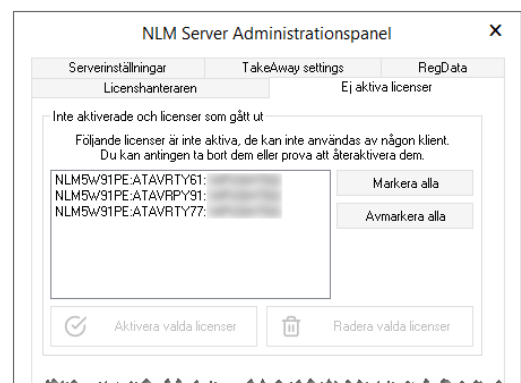 NLM Server Administrationspanel
Serverinställningar
TakeAway settings
RegData
Licenshanteraren
Ej aktiva licenser
Inte aktiverade och licenser som gått ut
Följande licenser är inte aktiva, de kan inte användas av någon klient.
Du kan antingen ta bort dem eller prova att återaktivera dem.
NLM5W91PE:ATAVRTY61:
NLM5W91PE:ATAVRPY91:
NLM5W91PE:ATAVRTY77:
Markera alla
Avmarkera alla
Aktivera valda licenser
Radera valda licenser